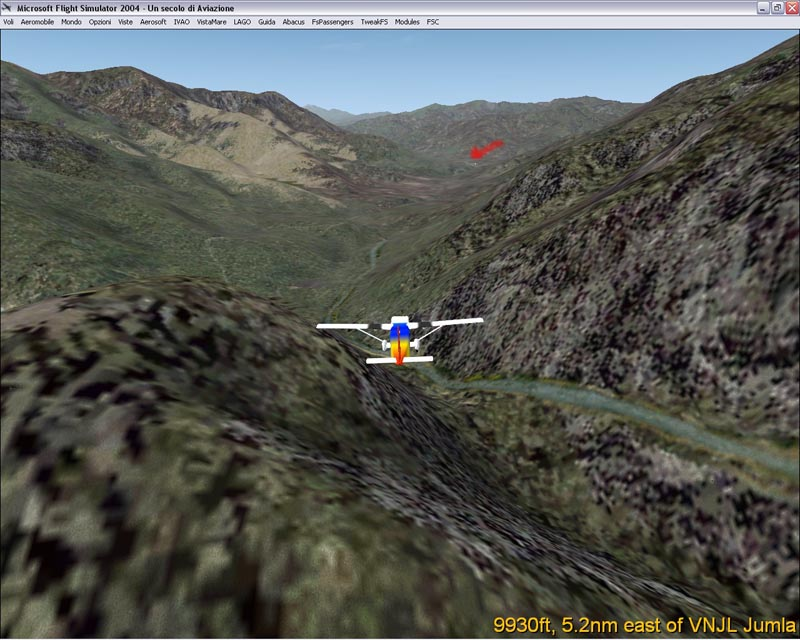 Microsoft Flight Simulator 2004 - Un secolo di Aviazione
Voli Aeromobile Mondo Opzioni Viste Aerosoft IVAO VistaMare LAGO Guida Abacus FsPassengers TweakFS Modules FSC
9930ft, 5.2nm east of VNJL Jumla